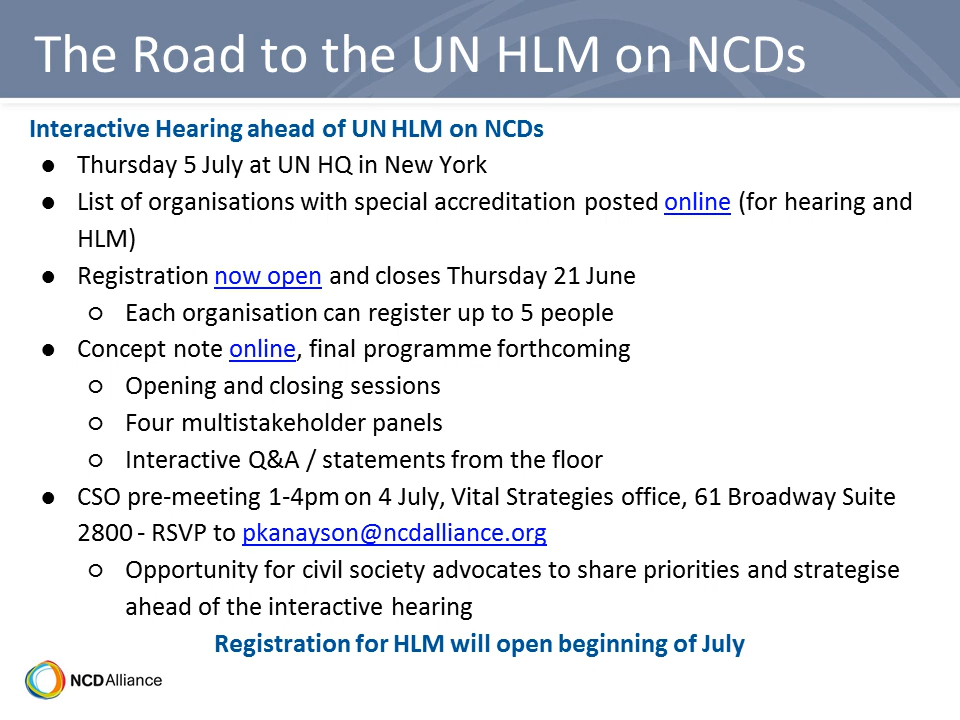 The Road to the UN HLM on NCDs
Interactive Hearing ahead of UN HLM on NCDs
● Thursday 5 July at UN HQ in New York
● List of organisations with special accreditation posted online (for hearing and
HLM)
● Registration now open and closes Thursday 21 June
○ Each organisation can register up to 5 people
● Concept note online, final programme forthcoming
○ Opening and closing sessions
○ Four multistakeholder panels
○ Interactive Q&A / statements from the floor
● CSO pre-meeting 1-4pm on 4 July, Vital Strategies office, 61 Broadway Suite
2800 - RSVP to pkanayson@ncdalliance.org
○ Opportunity for civil society advocates to share priorities and strategise
ahead of the interactive hearing
Registration for HLM will open beginning of July
NCD Alliance